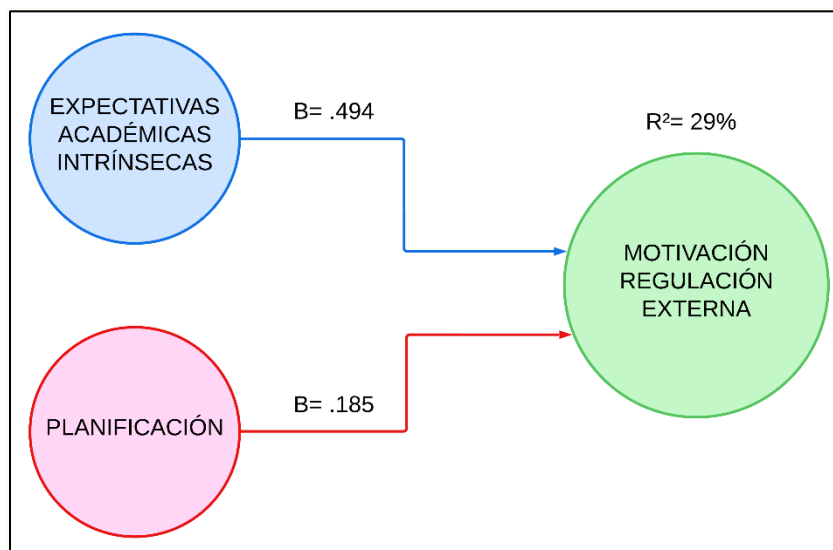 EXPECTATIVAS
ACADÉMICAS
INTRÍNSECAS
B= .494
R²= 29%
MOTIVACIÓN
REGULACIÓN
EXTERNA
PLANIFICACIÓN
B= .185